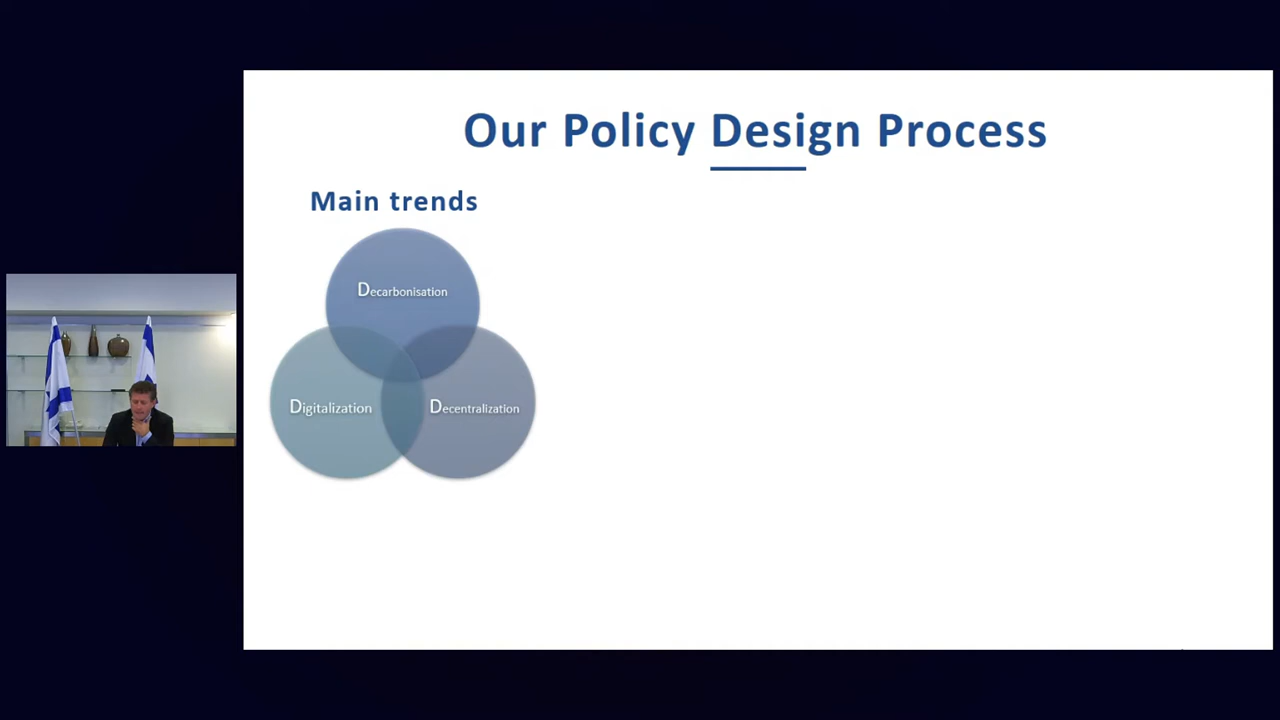 Our Policy Design Process
Main trends
Decarbonisation
Digitalization
Decentralization